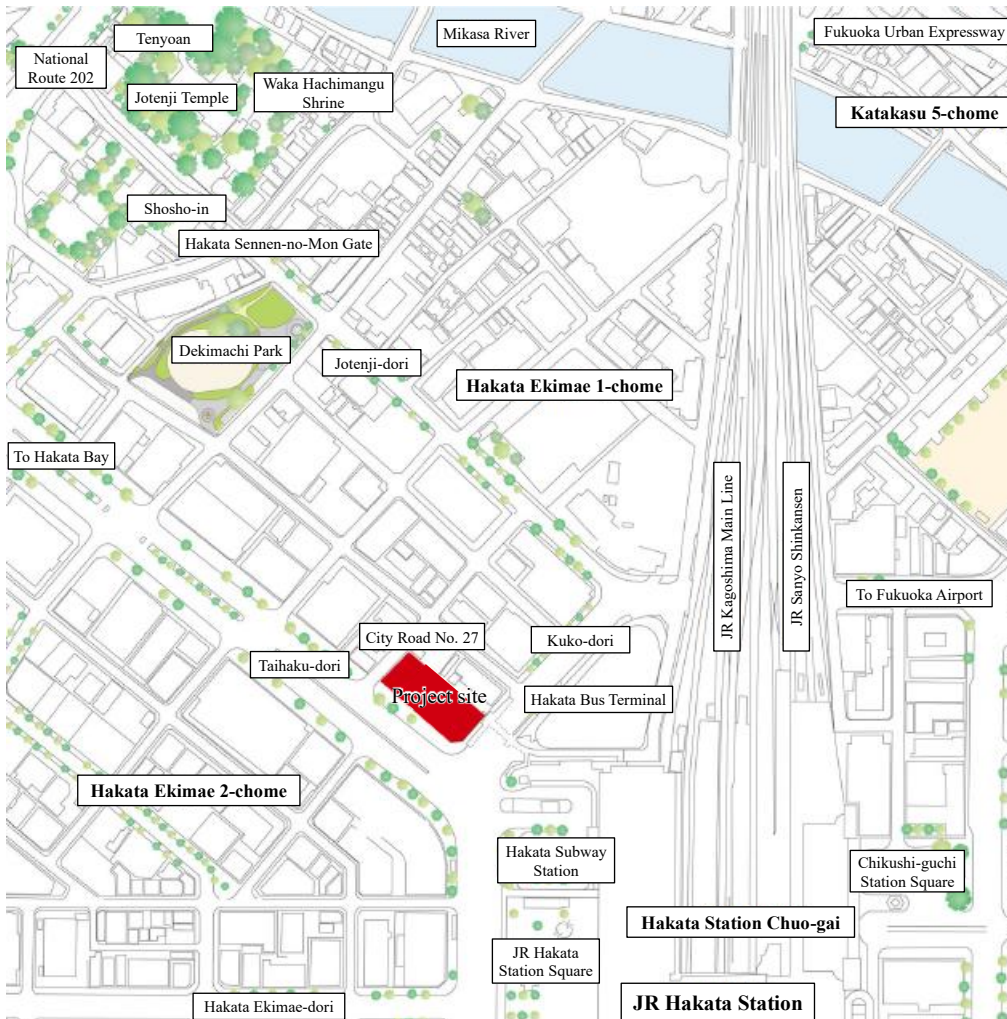 Tenyoan
Mikasa River
Fukuoka Urban Expressway
National
Route 202
Jotenji Temple
Waka Hachimangu
Shrine
Katakasu 5-chome
Shosho-in
Hakata Sennen-no-Mon Gate
Dekimachi Park
Jotenji-dori
Hakata Ekimae 1-chome
To Hakata Bay
JR Kagoshima Main Line
JR Sanyo Shinkansen
To Fukuoka Airport
City Road No. 27
Kuko-dori
Taihaku-dori
Project site
Hakata Bus Terminal
Hakata Ekimae 2-chome
Hakata Subway
Station
Chikushi-guchi
Station Square
Hakata Station Chuo-gai
JR Hakata
Station Square
Hakata Ekimae-dori
JR Hakata Station